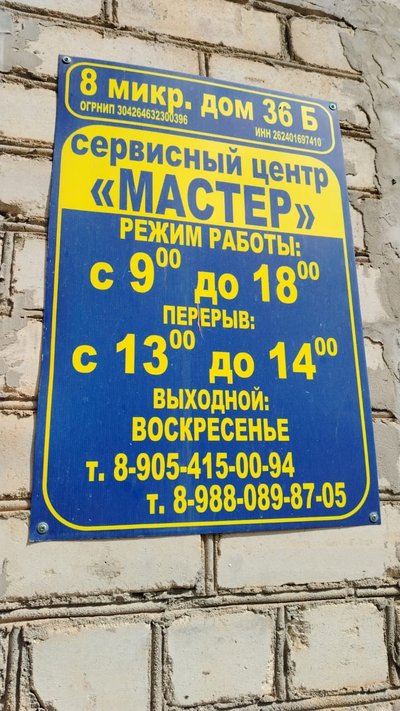 8 микр. дом 36 Б
ОГРНИП 304264632300396
ИНН 262401697410
сервисный центр
«МАСТЕР»
РЕЖИМ РАБОТЫ:
с 9⁰⁰ до 18⁰⁰
ПЕРЕРЫВ:
с 13⁰⁰ до 14⁰⁰
ВЫХОДНОЙ:
ВОСКРЕСЕНЬЕ
т. 8-905-415-00-94
т. 8-988-089-87-05